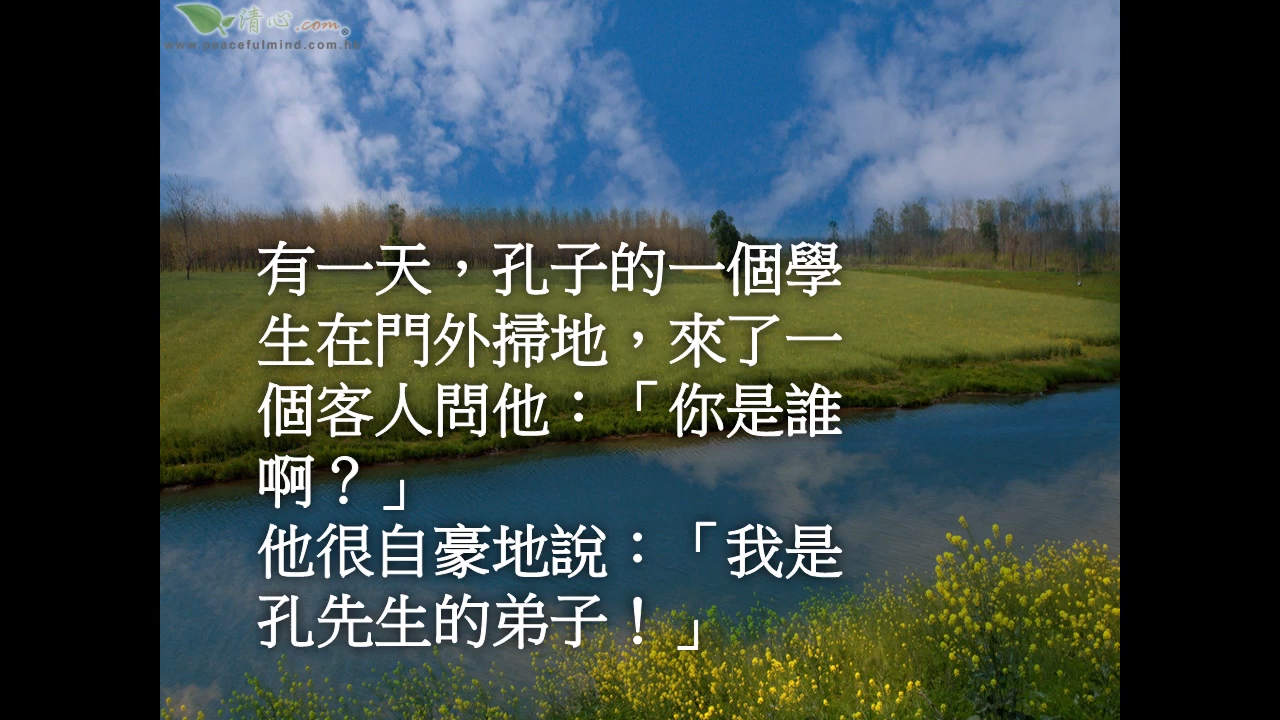 清心.com
www.peacefulmind.com.hk
有一天，孔子的一個學
生在門外掃地，來了一
個客人問他：「你是誰
啊？」
他很自豪地說：「我是
孔先生的弟子！」